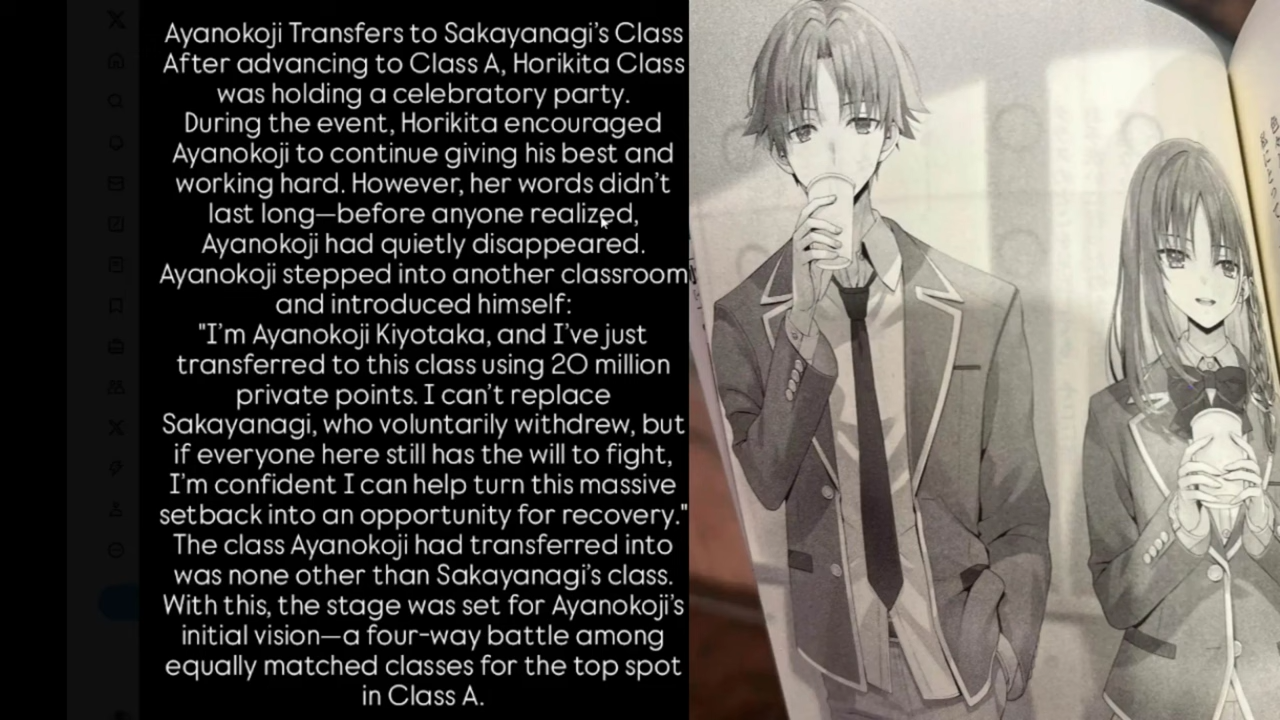 Ayanokoji Transfers to Sakayanagi's Class
After advancing to Class A, Horikita Class
was holding a celebratory party.
During the event, Horikita encouraged
Ayanokoji to continue giving his best and
working hard. However, her words didn't
last long—before anyone realized,
Ayanokoji had quietly disappeared.
Ayanokoji stepped into another classroom
and introduced himself:
"I'm Ayanokoji Kiyotaka, and I've just
transferred to this class using 20 million
private points. I can't replace
Sakayanagi, who voluntarily withdrew, but
if everyone here still has the will to fight,
I'm confident I can help turn this massive
setback into an opportunity for recovery."
The class Ayanokoji had transferred into
was none other than Sakayanagi's class.
With this, the stage was set for Ayanokoji's
initial vision—a four-way battle among
equally matched classes for the top spot
in Class A.